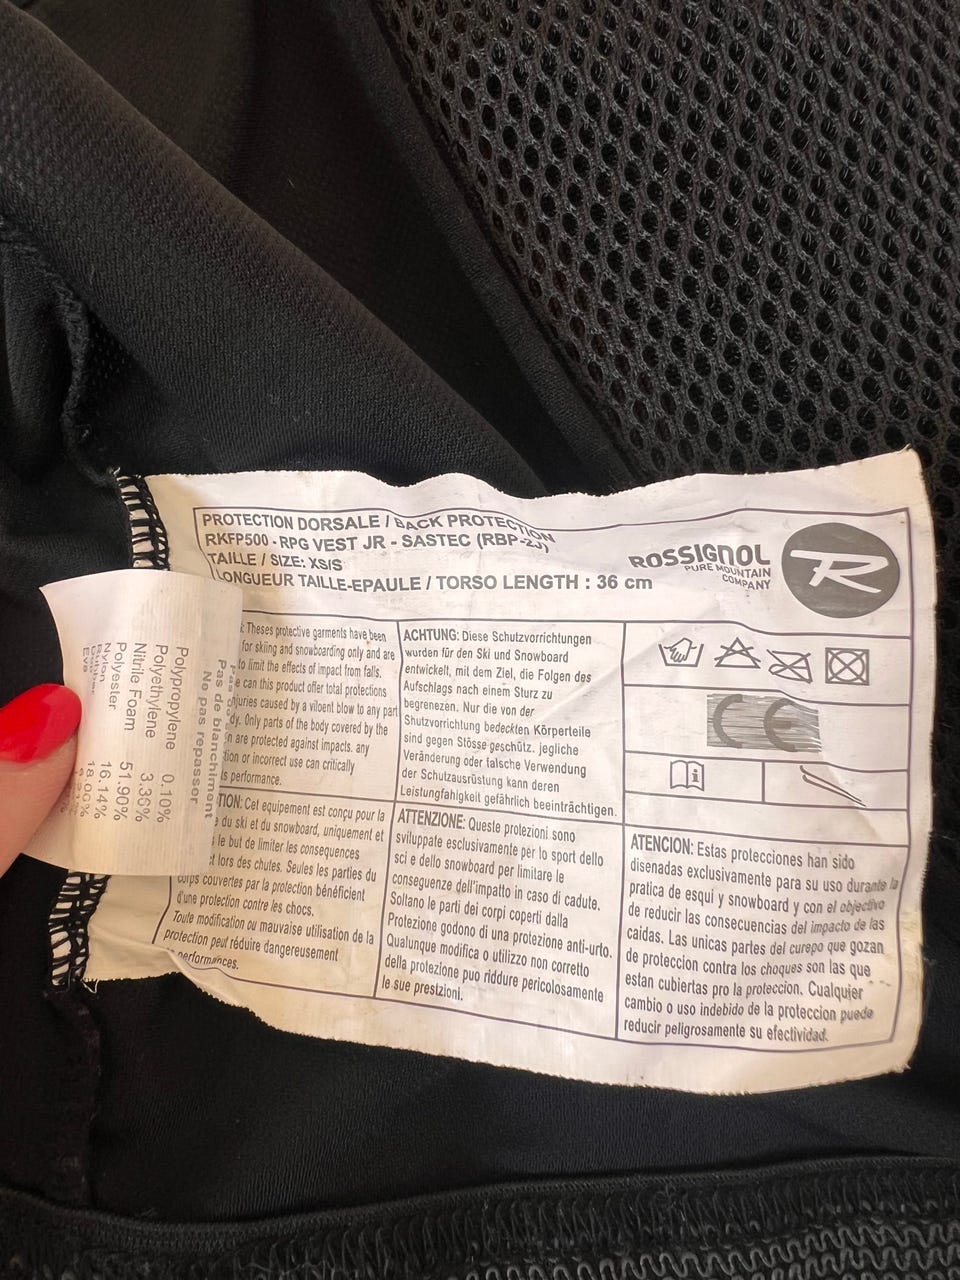 PROTECTION DORSALE / BACK PROTECTION
RKFP500 - RPG VEST JR - SASTEC (RBP-2J)
TAILLE / SIZE: XS/S
LONGUEUR TAILLE-EPAULE / TORSO LENGTH : 36 cm
ROSSIGNOL
PURE MOUNTAIN
COMPANY
R
Theses protective garments have been
for skiing and snowboarding only and are
to limit the effects of impact from falls.
can this product offer total protections
injuries caused by a viloent blow to any part
Only parts of the body covered by the
are protected against impacts. any
or incorrect use can critically
performance.
ACHTUNG: Diese Schutzvorrichtungen
wurden für den Ski und Snowboard
entwickelt, mit dem Ziel, die Folgen des
Aufschlags nach einem Sturz zu
begrenzen. Nur die von der
Shutzvorrichtung bedeckten Körperteile
sind gegen Stösse geschützt. jegliche
Veränderung oder falsche Verwendung
der Schutzausrüstung kann deren
Leistungfahigkeit gefährlich beeinträchtigen.
CE
TION: Cet equipement est conçu pour la
du ski et du snowboard, uniquement et
le but de limiter les consequences
lors des chutes. Seules les parties du
corps couvertes par la protection bénéficient
d'une protection contre les chocs.
Toute modification ou mauvaise utilisation de la
protection peut réduire dangereusement
performances.
ATTENZIONE: Queste protezioni sono
sviluppate esclusivamente per lo sport dello
sci e dello snowboard per limitare le
conseguenze dell'impatto in caso di cadute.
Soltano le parti dei corpi coperti dalla
Protezione godono di una protezione anti-urto.
Qualunque modifica o utilizzo non corretto
della protezione puo riddure pericolosamente
le sue prestizioni.
ATENCION: Estas protecciones han sido
disenadas exclusivamente para su uso durante la
pratica de esqui y snowboard y con el objectivo
de reducir las consecuencias del impacto de las
caidas. Las unicas partes del curepo que gozan
de proteccion contra los choques son las que
estan cubiertas pro la proteccion. Cualquier
cambio o uso indebido de la proteccion puede
reducir peligrosamente su efectividad.
Pas de blanchiment
Ne pas repasser
Polypropylene 0.10%
Polyethylene 3.36%
Nitrile Foam 51.90%
Polyester 16.14%
Nylon